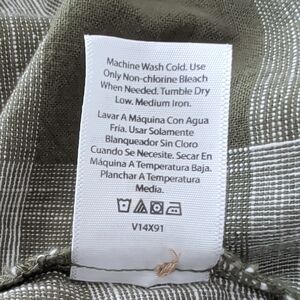 Machine Wash Cold. Use
Only Non-chlorine Bleach
When Needed. Tumble Dry
Low. Medium Iron.
Lavar A Máquina Con Agua
Fría. Usar Solamente
Blanqueador Sin Cloro
Cuando Se Necesite. Secar En
Máquina A Temperatura Baja.
Planchar A Temperatura
Media.
V14X91